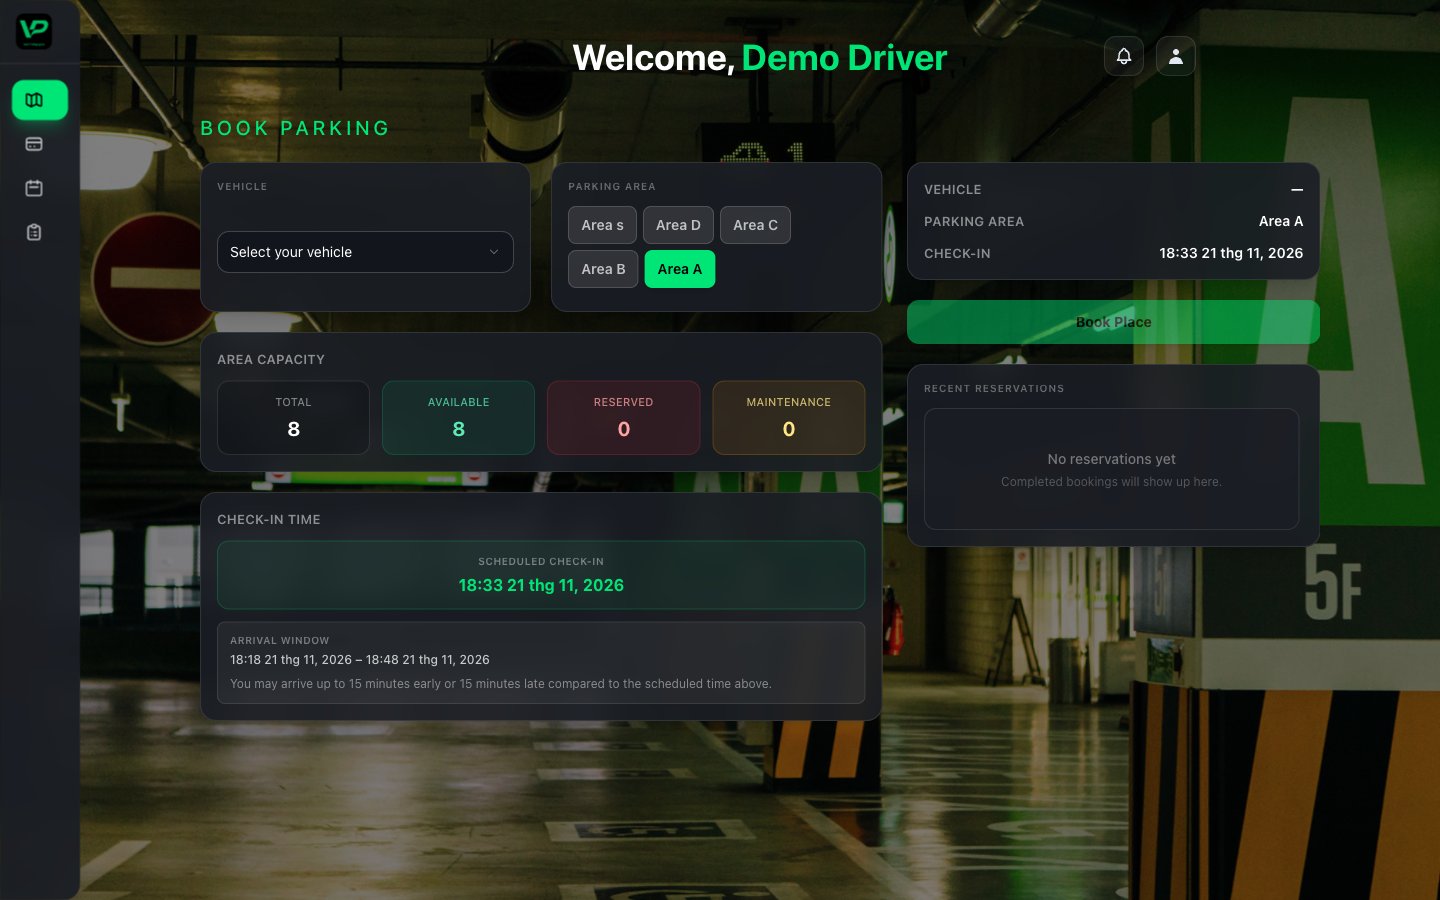 VP
Welcome, Demo Driver
BOOK PARKING
1
VEHICLE
Select your vehicle
PARKING AREA
Area s
Area D
Area C
Area B
Area A
AREA CAPACITY
TOTAL
8
AVAILABLE
8
RESERVED
0
MAINTENANCE
0
CHECK-IN TIME
SCHEDULED CHECK-IN
18:33 21 thg 11, 2026
ARRIVAL WINDOW
18:18 21 thg 11, 2026 – 18:48 21 thg 11, 2026
You may arrive up to 15 minutes early or 15 minutes late compared to the scheduled time above.
VEHICLE
—
PARKING AREA
Area A
CHECK-IN
18:33 21 thg 11, 2026
Book Place
RECENT RESERVATIONS
No reservations yet
Completed bookings will show up here.
A
5F